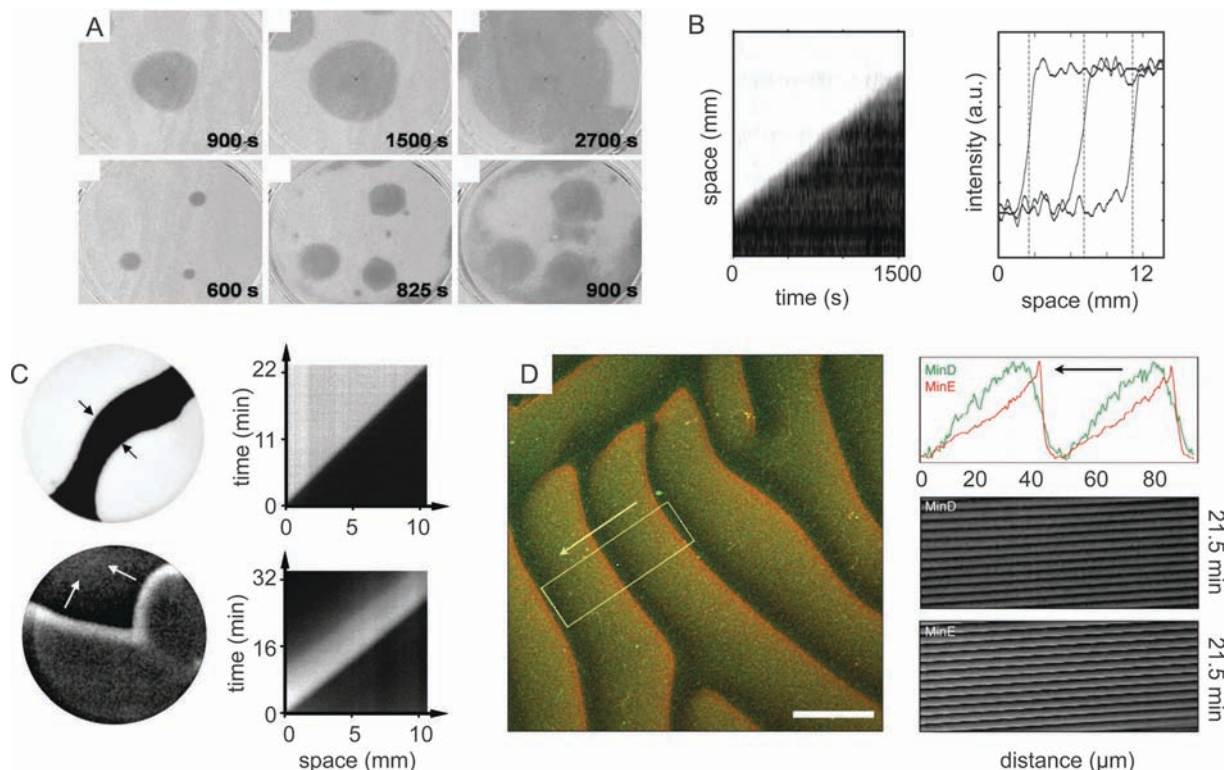 A
900 s
1500 s
2700 s
600 s
825 s
900 s
B
space (mm)
0
1500
time (s)
intensity (a.u.)
0
12
space (mm)
C
time (min)
22
11
0
0
5
10
time (min)
32
16
0
0
5
10
space (mm)
D
MinD
MinE
0
20
40
60
80
MinD
21.5 min
MinE
21.5 min
distance (µm)